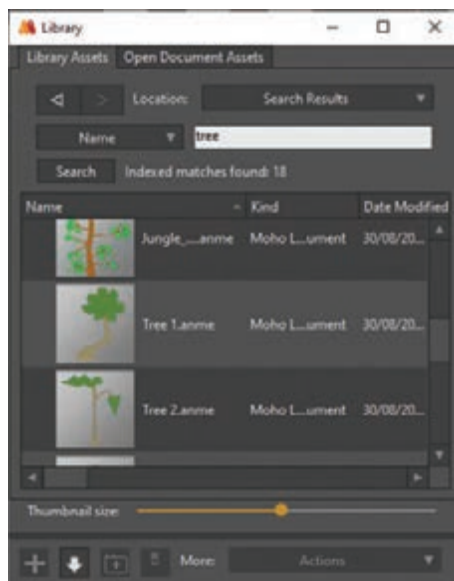 Library
Library Assets Open Document Assets
Location: Search Results
Name tree
Search Indexed matches found: 18
Name Kind Date Modified
Jungle_....anme Moho L...ument 30/08/20...
Tree 1.anme Moho L...ument 30/08/20...
Tree 2.anme Moho L...ument 30/08/20...
Thumbnail size:
More: Actions